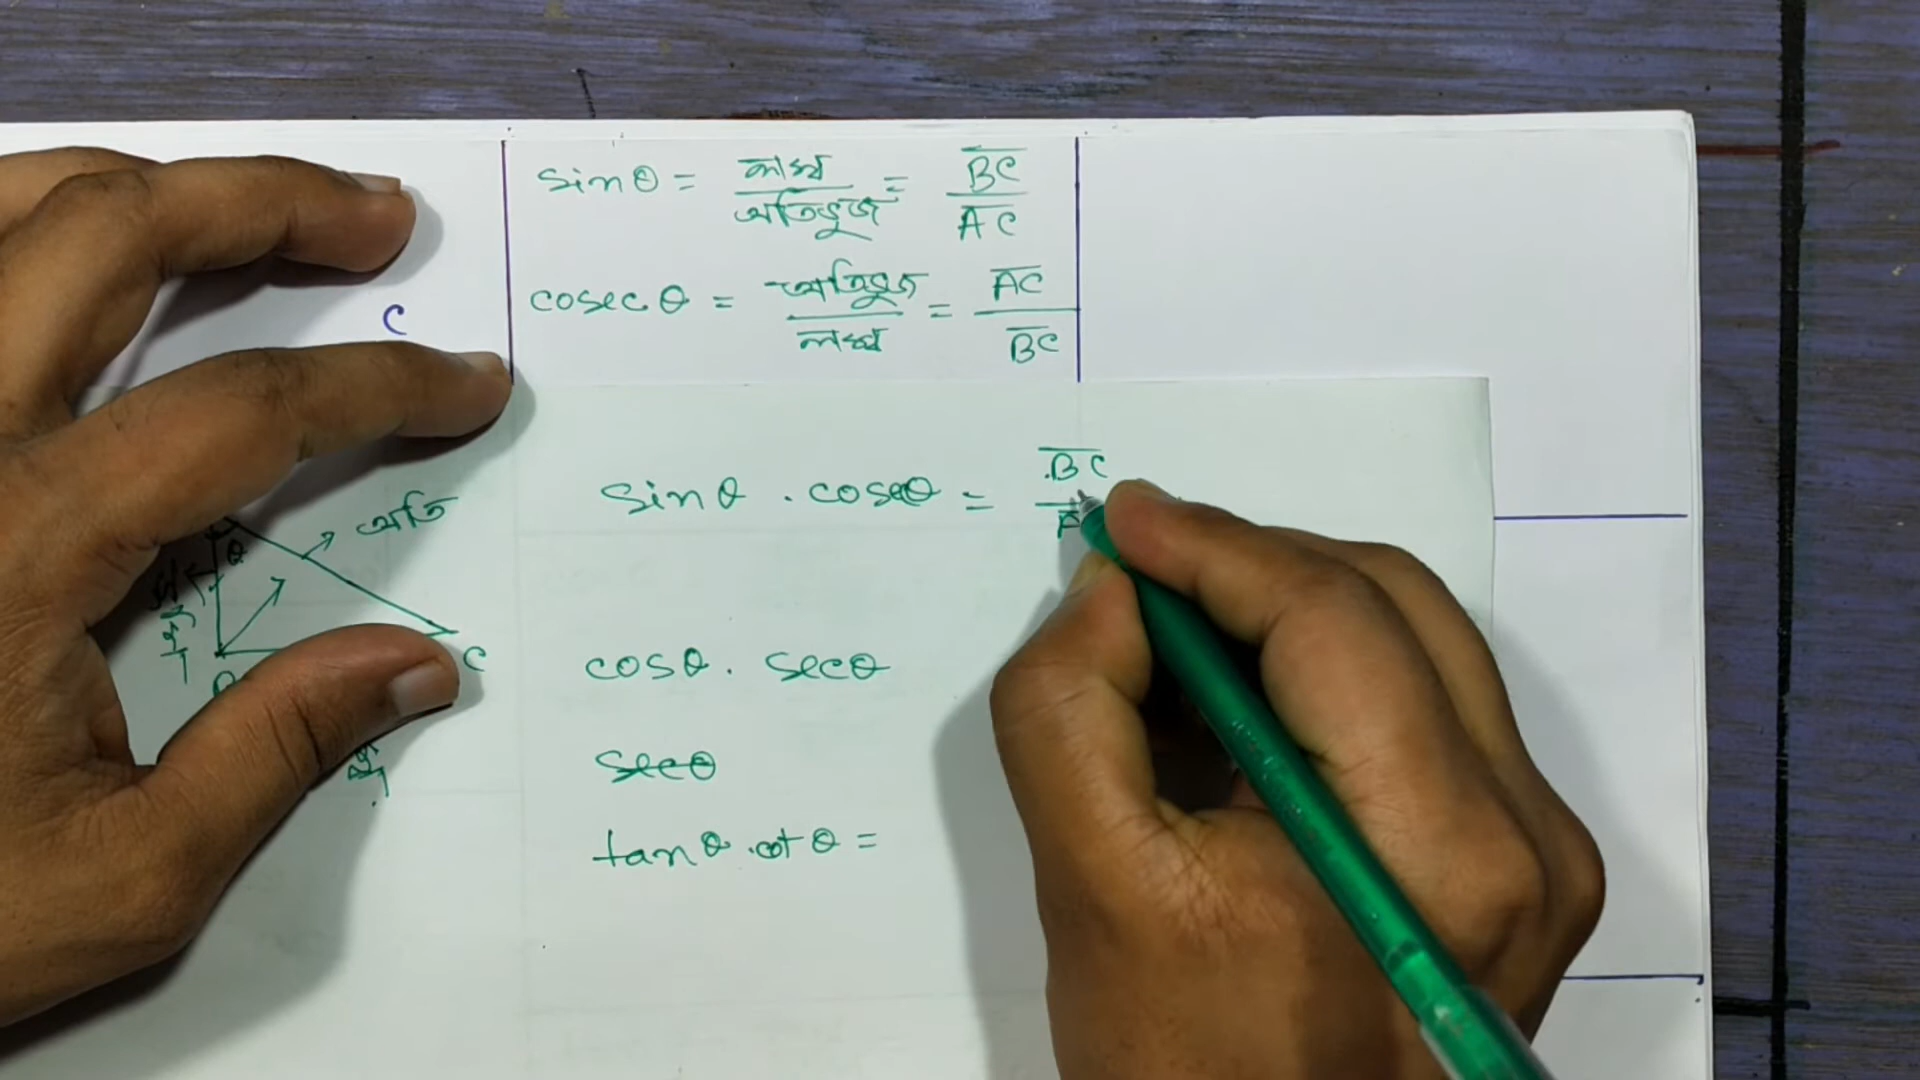 sinθ = লম্ব / অতিভুজ = BC / AC
cosecθ = অতিভুজ / লম্ব = AC / BC
C
sinθ . cosecθ = BC / A
অতি
θ
cosθ . secθ
C
secθ
tanθ . cotθ =